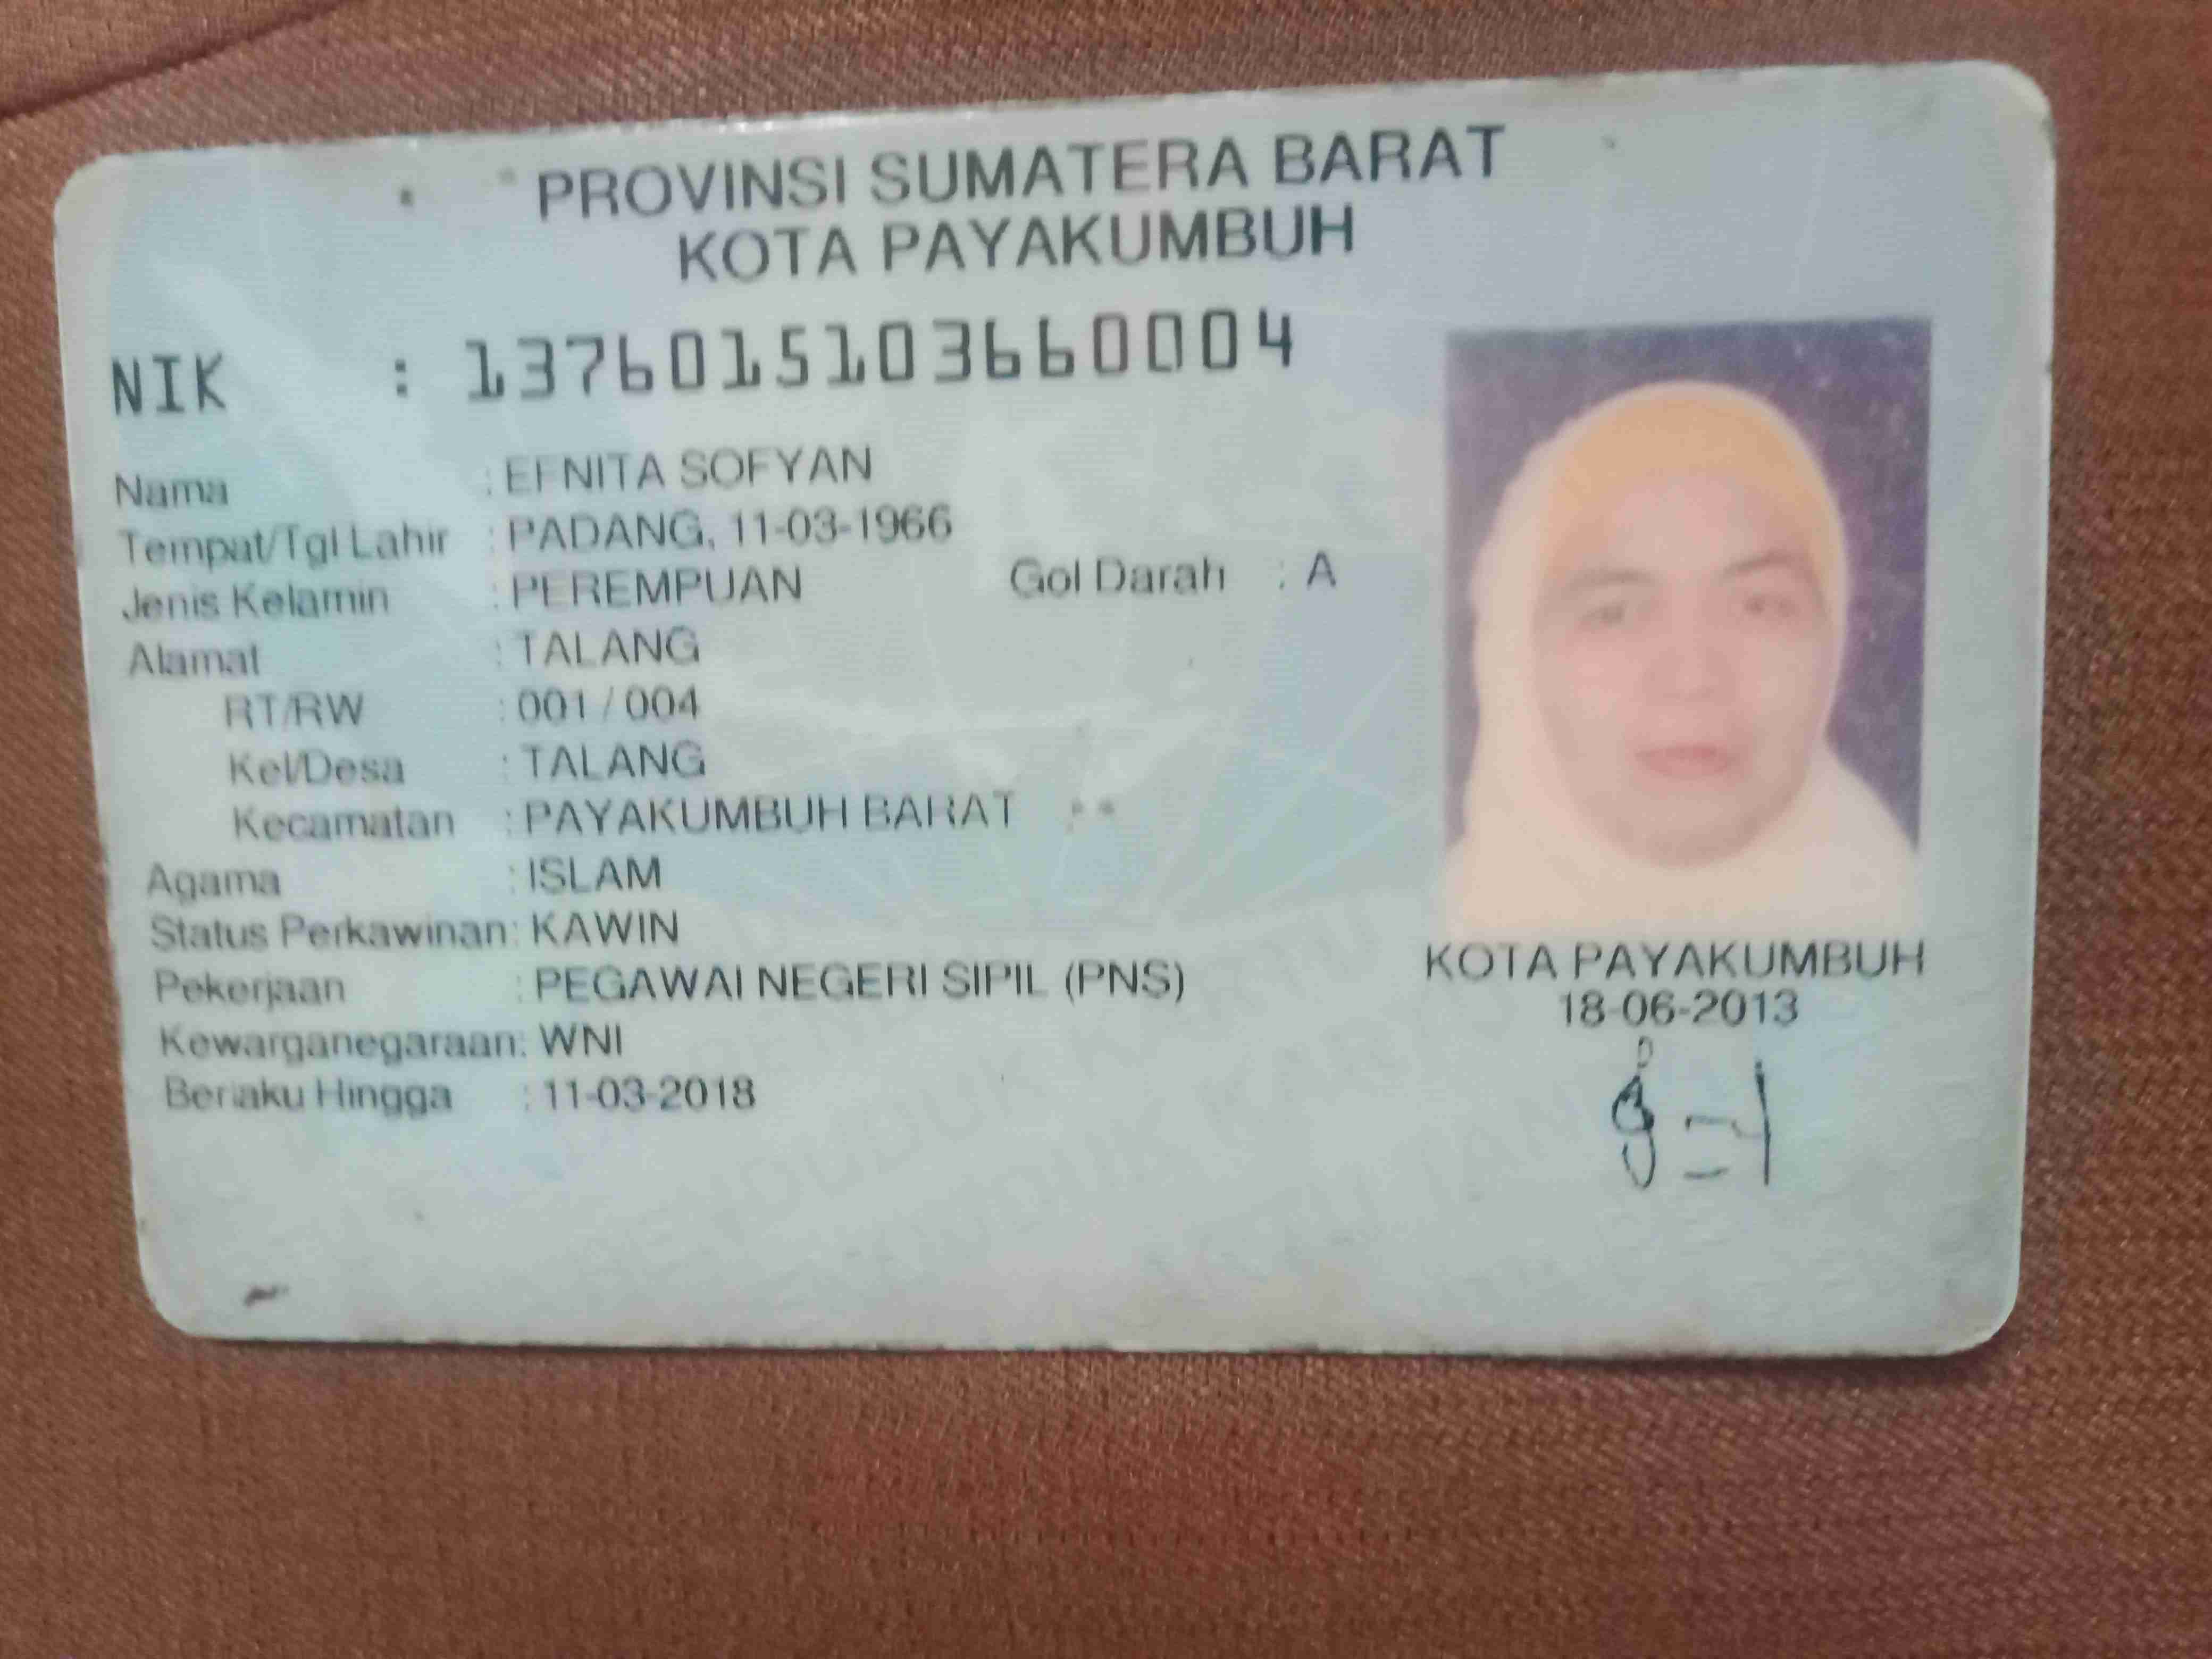 PROVINSI SUMATERA BARAT
KOTA PAYAKUMBUH
NIK : 1376015103660004
Nama : EFNITA SOFYAN
Tempat/Tgl Lahir : PADANG, 11-03-1966
Jenis Kelamin : PEREMPUAN Gol Darah : A
Alamat : TALANG
RT/RW : 001 / 004
Kel/Desa : TALANG
Kecamatan : PAYAKUMBUH BARAT
Agama : ISLAM
Status Perkawinan : KAWIN
Pekerjaan : PEGAWAI NEGERI SIPIL (PNS)
Kewarganegaraan : WNI
Berlaku Hingga : 11-03-2018
KOTA PAYAKUMBUH
18-06-2013